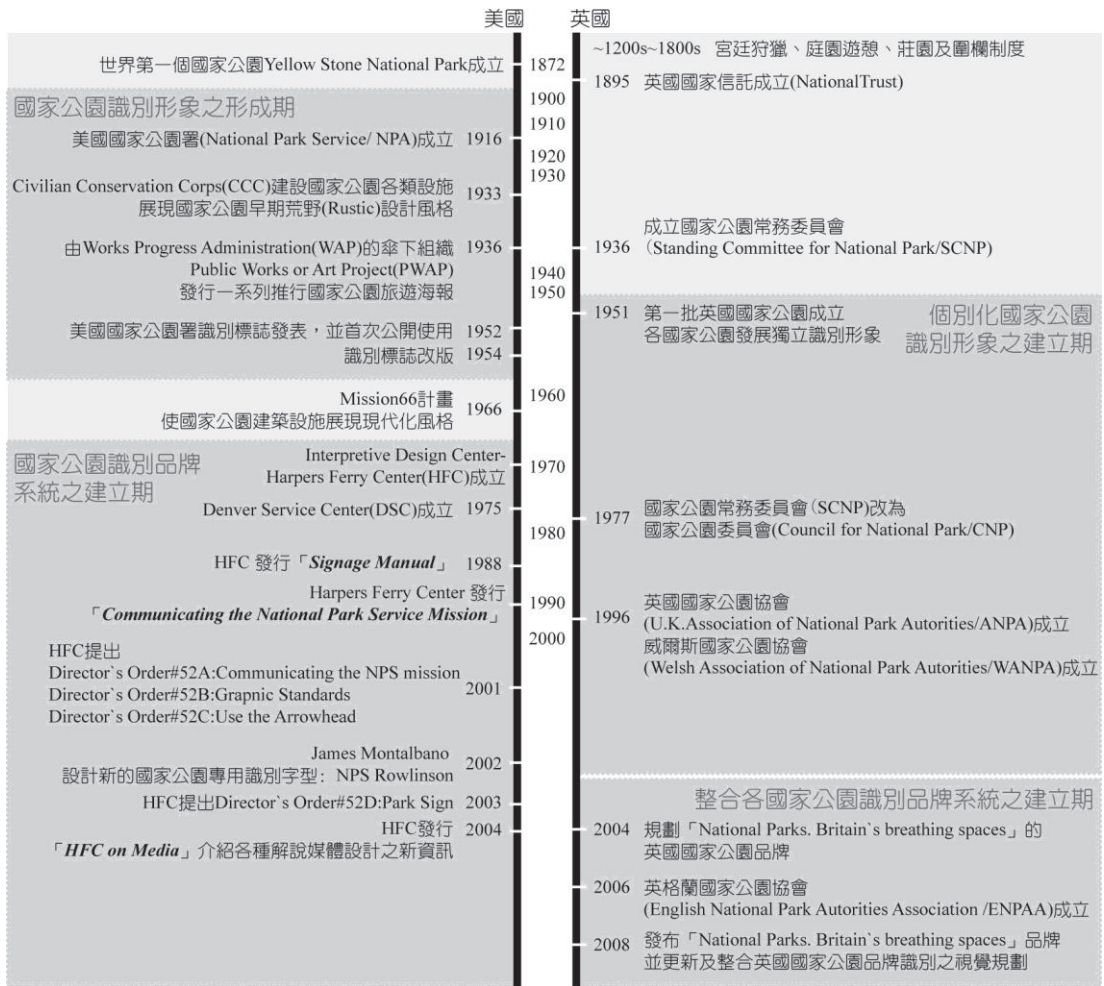 美國
英國
世界第一個國家公園Yellow Stone National Park成立 1872
國家公園識別形象之形成期
美國國家公園署(National Park Service/ NPA)成立 1916
Civilian Conservation Corps(CCC)建設國家公園各類設施
展現國家公園早期荒野(Rustic)設計風格
1933
由Works Progress Administration(WAP)的傘下組織 1936
Public Works or Art Project(PWAP)
發行一系列推行國家公園旅遊海報
美國國家公園署識別標誌發表，並首次公開使用 1952
識別標誌改版 1954
Mission66計畫
使國家公園建築設施展現現代化風格
1966
國家公園識別品牌
系統之建立期
Interpretive Design Center-
Harpers Ferry Center(HFC)成立
Denver Service Center(DSC)成立 1975
HFC 發行「Signage Manual」 1988
Harpers Ferry Center 發行
「Communicating the National Park Service Mission」
HFC提出
Director`s Order#52A:Communicating the NPS mission
Director`s Order#52B:Grapnic Standards
Director`s Order#52C:Use the Arrowhead
2001
James Montalbano
設計新的國家公園專用識別字型：NPS Rowlinson
2002
HFC提出Director`s Order#52D:Park Sign 2003
HFC發行 2004
「HFC on Media」介紹各種解說媒體設計之新資訊
1900
1910
1920
1930
1940
1950
1960
1970
1980
1990
2000
~1200s~1800s 宮廷狩獵、庭園遊憩、莊園及圍欄制度
1895 英國國家信託成立(NationalTrust)
成立國家公園常務委員會
1936 (Standing Committee for National Park/SCNP)
1951 第一批英國國家公園成立
各國家公園發展獨立識別形象
個別化國家公園
識別形象之建立期
1977 國家公園常務委員會(SCNP)改為
國家公園委員會(Council for National Park/CNP)
1996 英國國家公園協會
(U.K.Association of National Park Autorities/ANPA)成立
威爾斯國家公園協會
(Welsh Association of National Park Autorities/WANPA)成立
整合各國家公園識別品牌系統之建立期
2004 規劃「National Parks. Britain`s breathing spaces」的
英國國家公園品牌
2006 英格蘭國家公園協會
(English National Park Autorities Association /ENPAA)成立
2008 發布「National Parks. Britain`s breathing spaces」品牌
並更新及整合英國國家公園品牌識別之視覺規劃